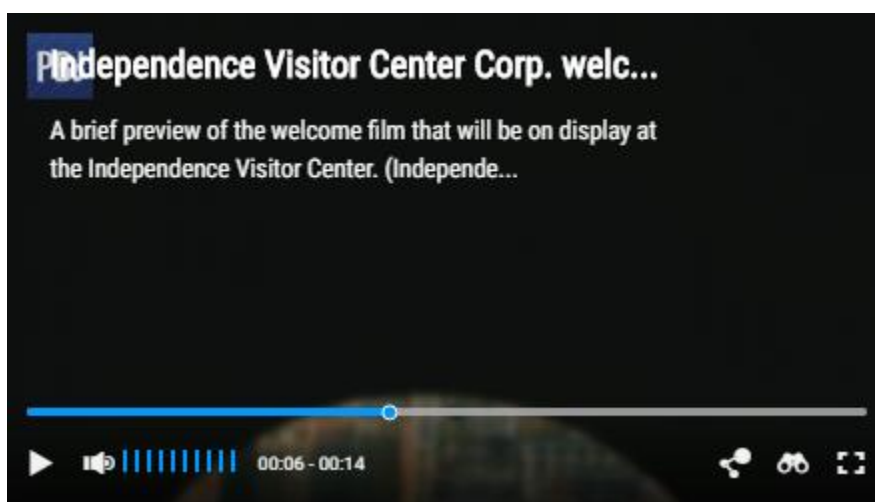 Independence Visitor Center Corp. welc...
A brief preview of the welcome film that will be on display at
the Independence Visitor Center. (Independe...
00:06 - 00:14